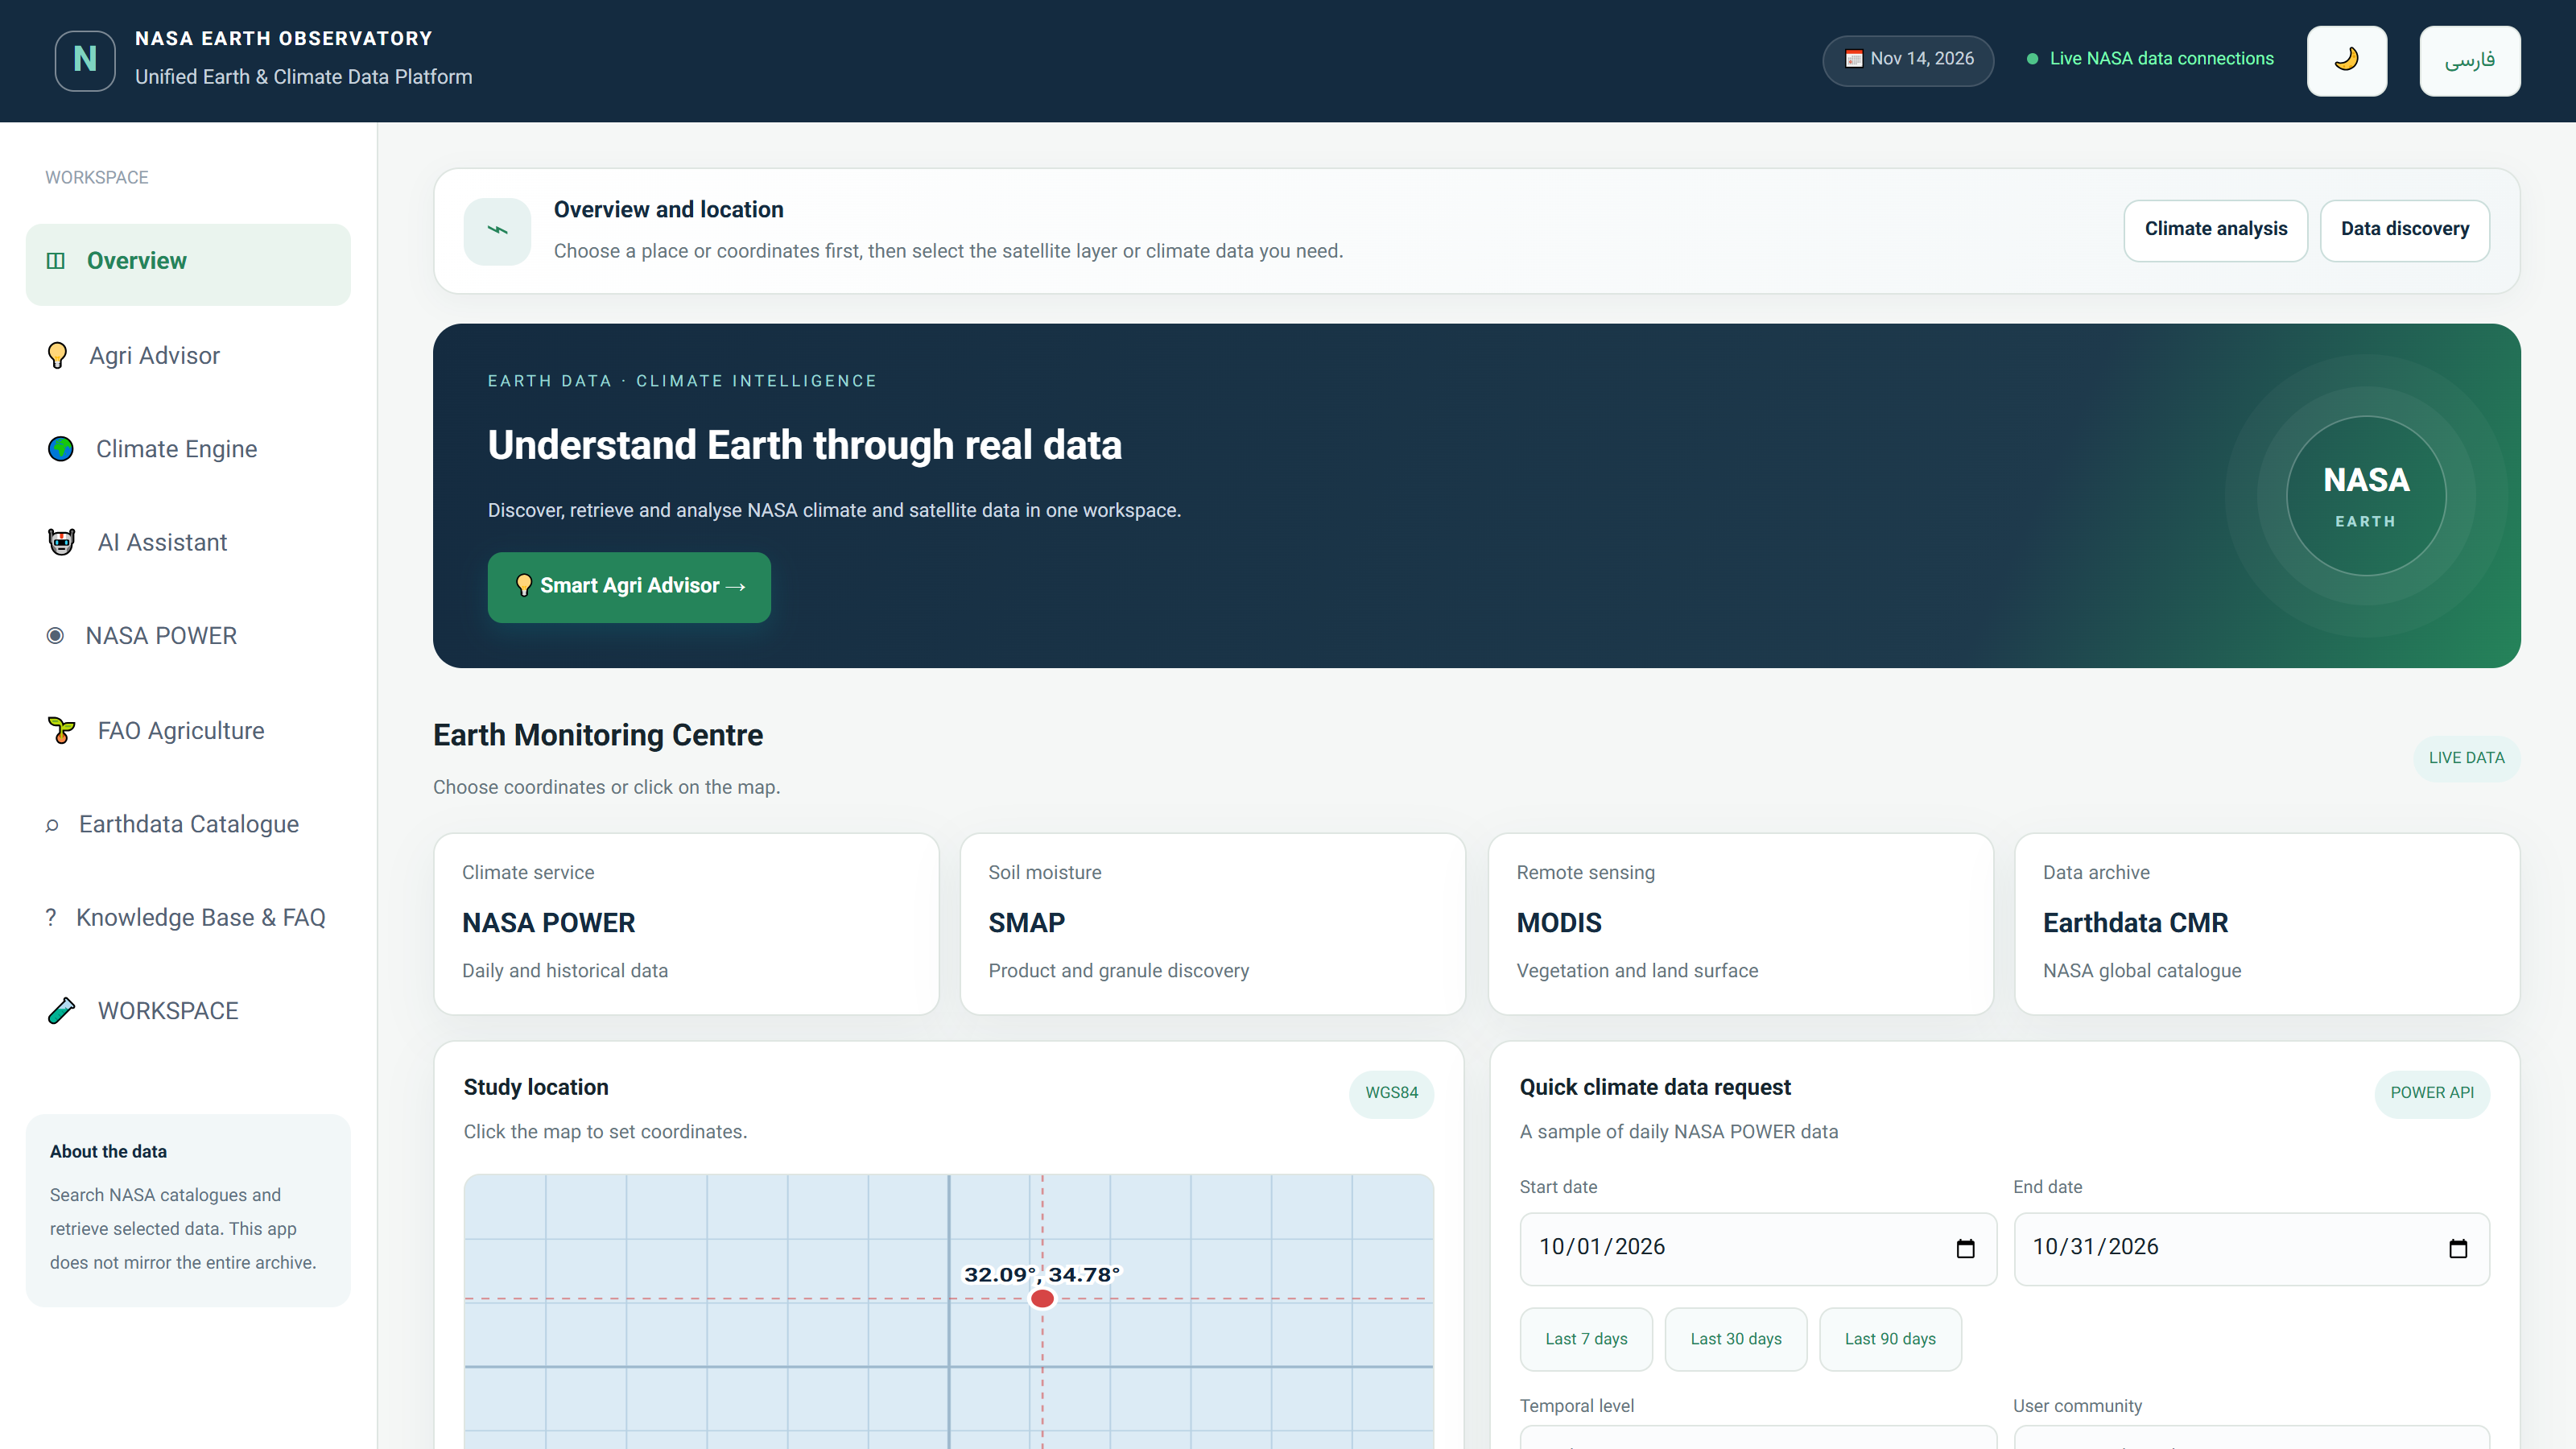 N
NASA EARTH OBSERVATORY
Unified Earth & Climate Data Platform
Nov 14, 2026
Live NASA data connections
فارسی
WORKSPACE
Overview
Agri Advisor
Climate Engine
AI Assistant
NASA POWER
FAO Agriculture
Earthdata Catalogue
? Knowledge Base & FAQ
WORKSPACE
About the data
Search NASA catalogues and
retrieve selected data. This app
does not mirror the entire archive.
Overview and location
Choose a place or coordinates first, then select the satellite layer or climate data you need.
Climate analysis
Data discovery
EARTH DATA · CLIMATE INTELLIGENCE
Understand Earth through real data
Discover, retrieve and analyse NASA climate and satellite data in one workspace.
Smart Agri Advisor →
NASA
EARTH
Earth Monitoring Centre
Choose coordinates or click on the map.
LIVE DATA
Climate service
NASA POWER
Daily and historical data
Soil moisture
SMAP
Product and granule discovery
Remote sensing
MODIS
Vegetation and land surface
Data archive
Earthdata CMR
NASA global catalogue
Study location
Click the map to set coordinates.
WGS84
32.09°, 34.78°
Quick climate data request
A sample of daily NASA POWER data
POWER API
Start date
10/01/2026
End date
10/31/2026
Last 7 days
Last 30 days
Last 90 days
Temporal level
User community